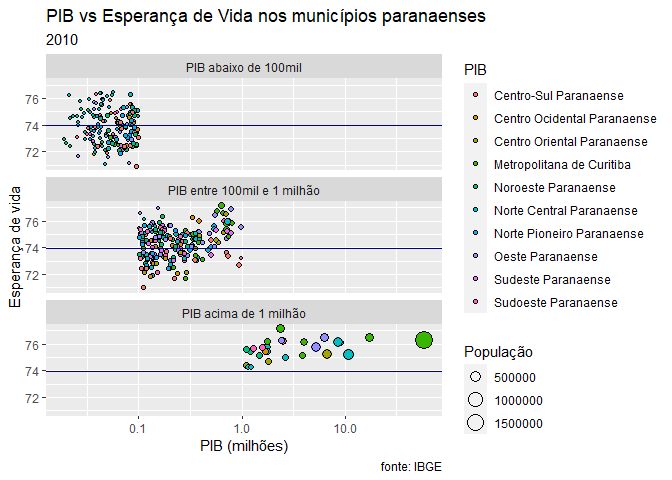 PIB vs Esperança de Vida nos municípios paranaenses
2010
PIB abaixo de 100mil
76
74
72
PIB entre 100mil e 1 milhão
76
74
72
PIB acima de 1 milhão
76
74
72
Esperança de vida
0.1
1.0
10.0
PIB (milhões)
fonte: IBGE
PIB
Centro-Sul Paranaense
Centro Ocidental Paranaense
Centro Oriental Paranaense
Metropolitana de Curitiba
Noroeste Paranaense
Norte Central Paranaense
Norte Pioneiro Paranaense
Oeste Paranaense
Sudeste Paranaense
Sudoeste Paranaense
População
500000
1000000
1500000